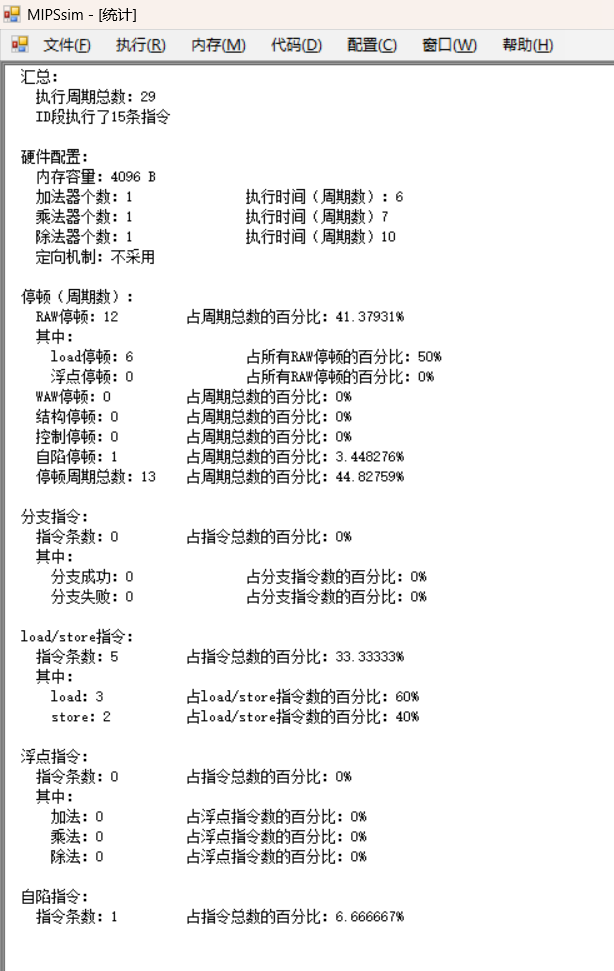 MIPSsim - [统计]
文件(F) 执行(R) 内存(M) 代码(D) 配置(C) 窗口(W) 帮助(H)
汇总:
执行周期总数: 29
ID段执行了15条指令
硬件配置:
内存容量: 4096 B
加法器个数: 1 执行时间（周期数）: 6
乘法器个数: 1 执行时间（周期数）7
除法器个数: 1 执行时间（周期数）10
定向机制: 不采用
停顿（周期数）:
RAW停顿: 12 占周期总数的百分比: 41.37931%
其中:
load停顿: 6 占所有RAW停顿的百分比: 50%
浮点停顿: 0 占所有RAW停顿的百分比: 0%
WAW停顿: 0 占周期总数的百分比: 0%
结构停顿: 0 占周期总数的百分比: 0%
控制停顿: 0 占周期总数的百分比: 0%
自陷停顿: 1 占周期总数的百分比: 3.448276%
停顿周期总数: 13 占周期总数的百分比: 44.82759%
分支指令:
指令条数: 0 占指令总数的百分比: 0%
其中:
分支成功: 0 占分支指令数的百分比: 0%
分支失败: 0 占分支指令数的百分比: 0%
load/store指令:
指令条数: 5 占指令总数的百分比: 33.33333%
其中:
load: 3 占load/store指令数的百分比: 60%
store: 2 占load/store指令数的百分比: 40%
浮点指令:
指令条数: 0 占指令总数的百分比: 0%
其中:
加法: 0 占浮点指令数的百分比: 0%
乘法: 0 占浮点指令数的百分比: 0%
除法: 0 占浮点指令数的百分比: 0%
自陷指令:
指令条数: 1 占指令总数的百分比: 6.666667%